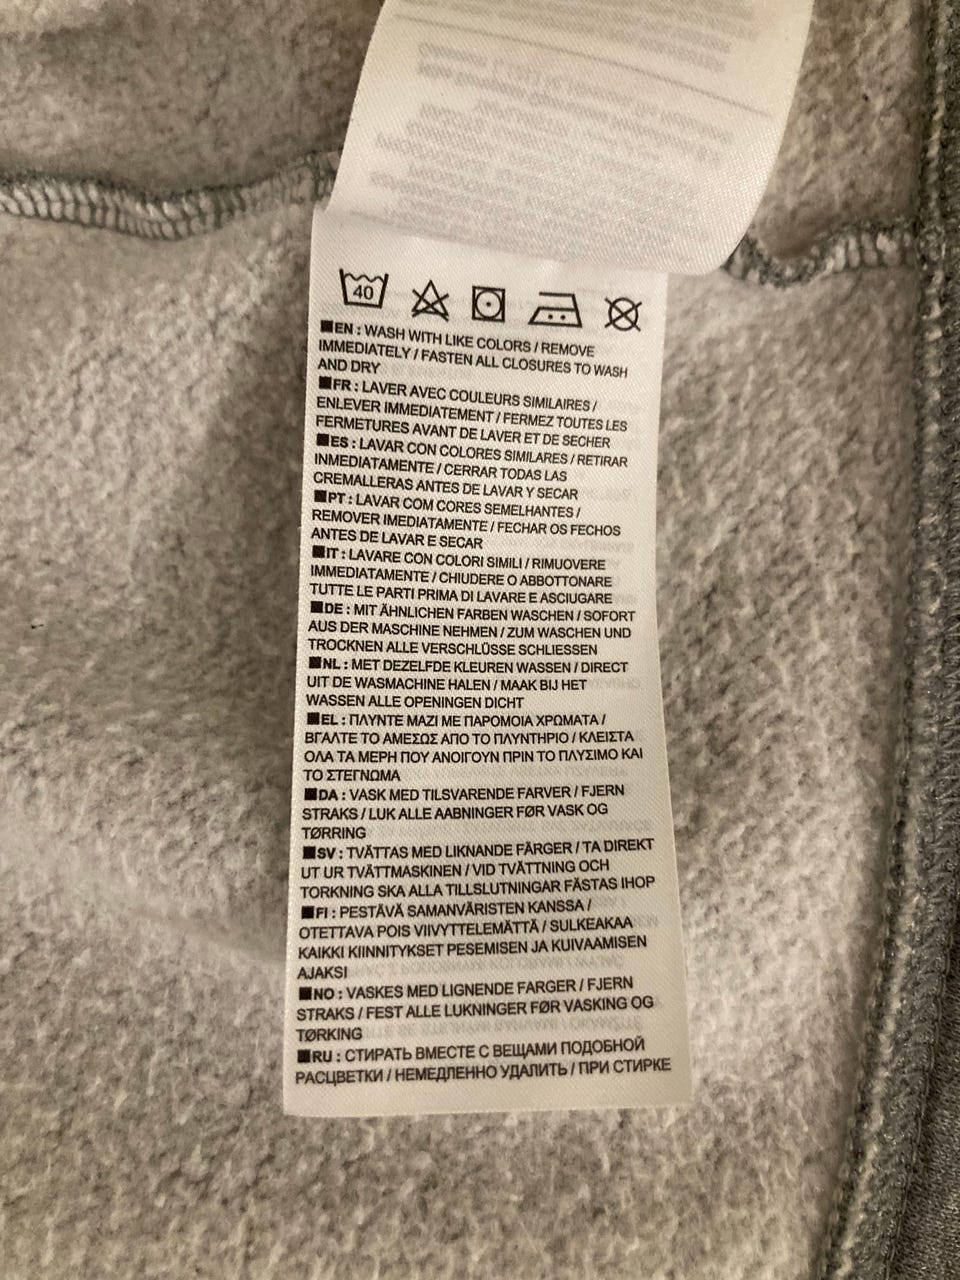 40
EN : WASH WITH LIKE COLORS / REMOVE
IMMEDIATELY / FASTEN ALL CLOSURES TO WASH
AND DRY
FR : LAVER AVEC COULEURS SIMILAIRES /
ENLEVER IMMEDIATEMENT / FERMEZ TOUTES LES
FERMETURES AVANT DE LAVER ET DE SECHER
ES : LAVAR CON COLORES SIMILARES / RETIRAR
INMEDIATAMENTE / CERRAR TODAS LAS
CREMALLERAS ANTES DE LAVAR Y SECAR
PT : LAVAR COM CORES SEMELHANTES /
REMOVER IMEDIATAMENTE / FECHAR OS FECHOS
ANTES DE LAVAR E SECAR
IT : LAVARE CON COLORI SIMILI / RIMUOVERE
IMMEDIATAMENTE / CHIUDERE O ABBOTTONARE
TUTTE LE PARTI PRIMA DI LAVARE E ASCIUGARE
DE : MIT ÄHNLICHEN FARBEN WASCHEN / SOFORT
AUS DER MASCHINE NEHMEN / ZUM WASCHEN UND
TROCKNEN ALLE VERSCHLÜSSE SCHLIESSEN
NL : MET DEZELFDE KLEUREN WASSEN / DIRECT
UIT DE WASMACHINE HALEN / MAAK BIJ HET
WASSEN ALLE OPENINGEN DICHT
EL : ΠΛΥΝΤΕ ΜΑΖΙ ΜΕ ΠΑΡΟΜΟΙΑ ΧΡΩΜΑΤΑ /
ΒΓΑΛΤΕ ΤΟ ΑΜΕΣΩΣ ΑΠΟ ΤΟ ΠΛΥΝΤΗΡΙΟ / ΚΛΕΙΣΤΑ
ΟΛΑ ΤΑ ΜΕΡΗ ΠΟΥ ΑΝΟΙΓΟΥΝ ΠΡΙΝ ΤΟ ΠΛΥΣΙΜΟ ΚΑΙ
ΤΟ ΣΤΕΓΝΩΜΑ
DA : VASK MED TILSVARENDE FARVER / FJERN
STRAKS / LUK ALLE AABNINGER FØR VASK OG
TØRRING
SV : TVÄTTAS MED LIKNANDE FÄRGER / TA DIREKT
UT UR TVÄTTMASKINEN / VID TVÄTTNING OCH
TORKNING SKA ALLA TILLSLUTNINGAR FÄSTAS IHOP
FI : PESTÄVÄ SAMANVÄRISTEN KANSSA /
OTETTAVA POIS VIIVYTTELEMÄTTÄ / SULKEAKAA
KAIKKI KIINNITYKSET PESEMISEN JA KUIVAAMISEN
AJAKSI
NO : VASKES MED LIGNENDE FARGER / FJERN
STRAKS / FEST ALLE LUKNINGER FØR VASKING OG
TØRKING
RU : СТИРАТЬ ВМЕСТЕ С ВЕЩАМИ ПОДОБНОЙ
РАСЦВЕТКИ / НЕМЕДЛЕННО УДАЛИТЬ / ПРИ СТИРКЕ